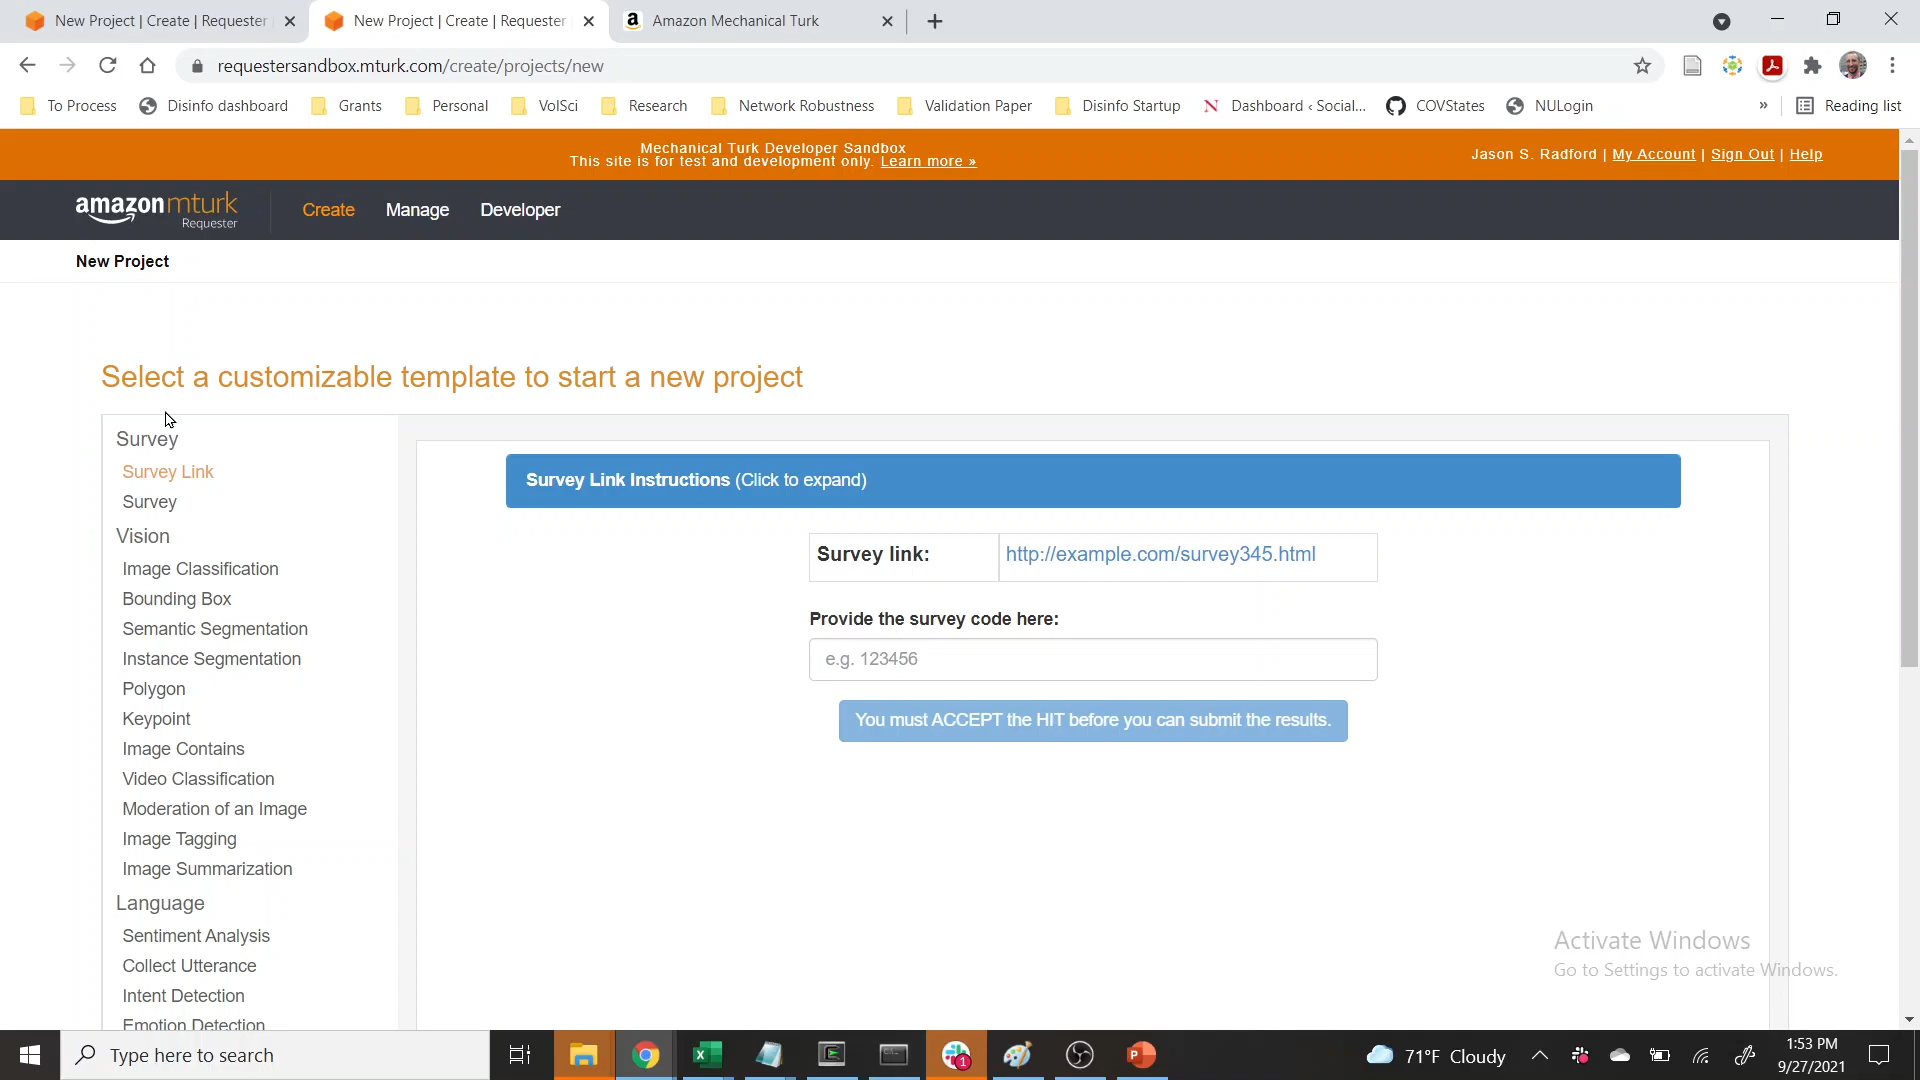 New Project | Create | Requester
New Project | Create | Requester
Amazon Mechanical Turk
requestersandbox.mturk.com/create/projects/new
To Process
Disinfo dashboard
Grants
Personal
VolSci
Research
Network Robustness
Validation Paper
Disinfo Startup
Dashboard ‹ Social...
COVStates
NULogin
»
Reading list
Mechanical Turk Developer Sandbox
This site is for test and development only. Learn more »
Jason S. Radford | My Account | Sign Out | Help
amazonmturk
Requester
Create
Manage
Developer
New Project
Select a customizable template to start a new project
Survey
Survey Link
Survey
Vision
Image Classification
Bounding Box
Semantic Segmentation
Instance Segmentation
Polygon
Keypoint
Image Contains
Video Classification
Moderation of an Image
Image Tagging
Image Summarization
Language
Sentiment Analysis
Collect Utterance
Intent Detection
Emotion Detection
Survey Link Instructions (Click to expand)
Survey link:
http://example.com/survey345.html
Provide the survey code here:
e.g. 123456
You must ACCEPT the HIT before you can submit the results.
Activate Windows
Go to Settings to activate Windows.
Type here to search
1
71°F Cloudy
1:53 PM
9/27/2021